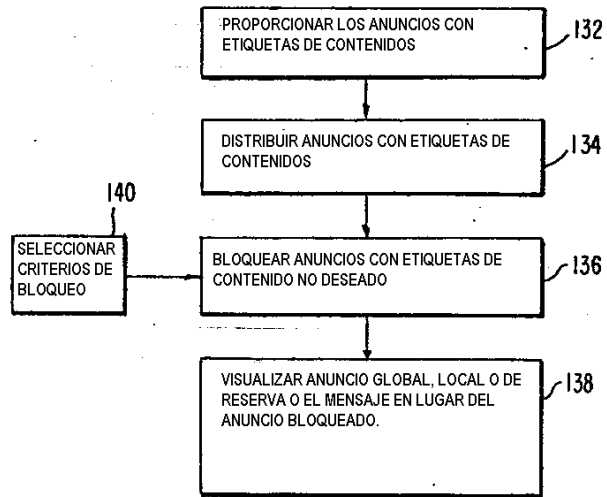 PROPORCIONAR LOS ANUNCIOS CON
ETIQUETAS DE CONTENIDOS
132
DISTRIBUIR ANUNCIOS CON ETIQUETAS DE
CONTENIDOS
134
140
SELECCIONAR
CRITERIOS DE
BLOQUEO
BLOQUEAR ANUNCIOS CON ETIQUETAS DE
CONTENIDO NO DESEADO
136
VISUALIZAR ANUNCIO GLOBAL, LOCAL O DE
RESERVA O EL MENSAJE EN LUGAR DEL
ANUNCIO BLOQUEADO.
138